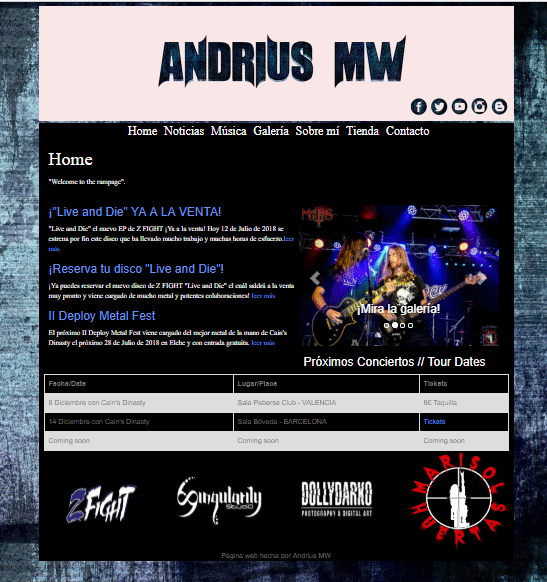 ANDRIUS MW
Home Noticias Música Galería Sobre mí Tienda Contacto
Home
"Welcome to the rampage".
¡"Live and Die" YA A LA VENTA!
"Live and Die" el nuevo EP de Z FIGHT ¡Ya a la venta! Hoy 12 de Julio de 2018 se
estrena por fin este disco que ha llevado mucho trabajo y muchas horas de esfuerzo.leer
más
¡Reserva tu disco "Live and Die"!
¡Ya puedes reservar el nuevo disco de Z FIGHT "Live and Die" el cuál saldrá a la venta
muy pronto y viene cargado de mucho metal y potentes colaboraciones! leer más
II Deploy Metal Fest
El próximo II Deploy Metal Fest viene cargado del mejor metal de la mano de Cain's
Dinasty el próximo 28 de Julio de 2018 en Elche y con entrada gratuita. leer más
¡Mira la galería!
Próximos Conciertos // Tour Dates
Fecha/Date Lugar/Place Tickets
8 Diciembre con Cain's Dinasty Sala Paberse Club - VALENCIA 8€ Taquilla
14 Diciembre con Cain's Dinasty Sala Bóveda - BARCELONA Tickets
Coming soon Coming soon Coming soon
Z FIGHT
Singularity
Studio
DOLLYDARKO
PHOTOGRAPHY & DIGITAL ART
MARISOL
HUERTAS
Página web hecha por Andrius MW